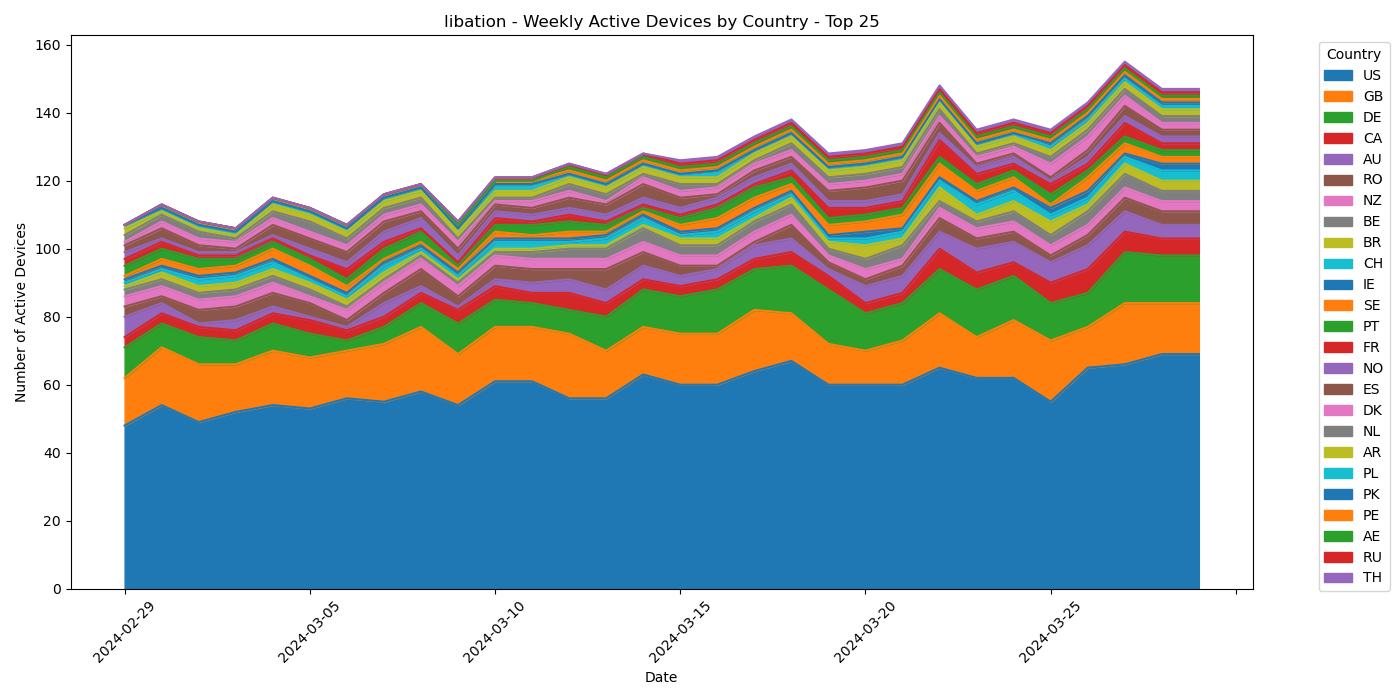 libation - Weekly Active Devices by Country - Top 25
Number of Active Devices
160
140
120
100
80
60
40
20
0
2024-02-29
2024-03-05
2024-03-10
2024-03-15
2024-03-20
2024-03-25
Date
Country
US
GB
DE
CA
AU
RO
NZ
BE
BR
CH
IE
SE
PT
FR
NO
ES
DK
NL
AR
PL
PK
PE
AE
RU
TH